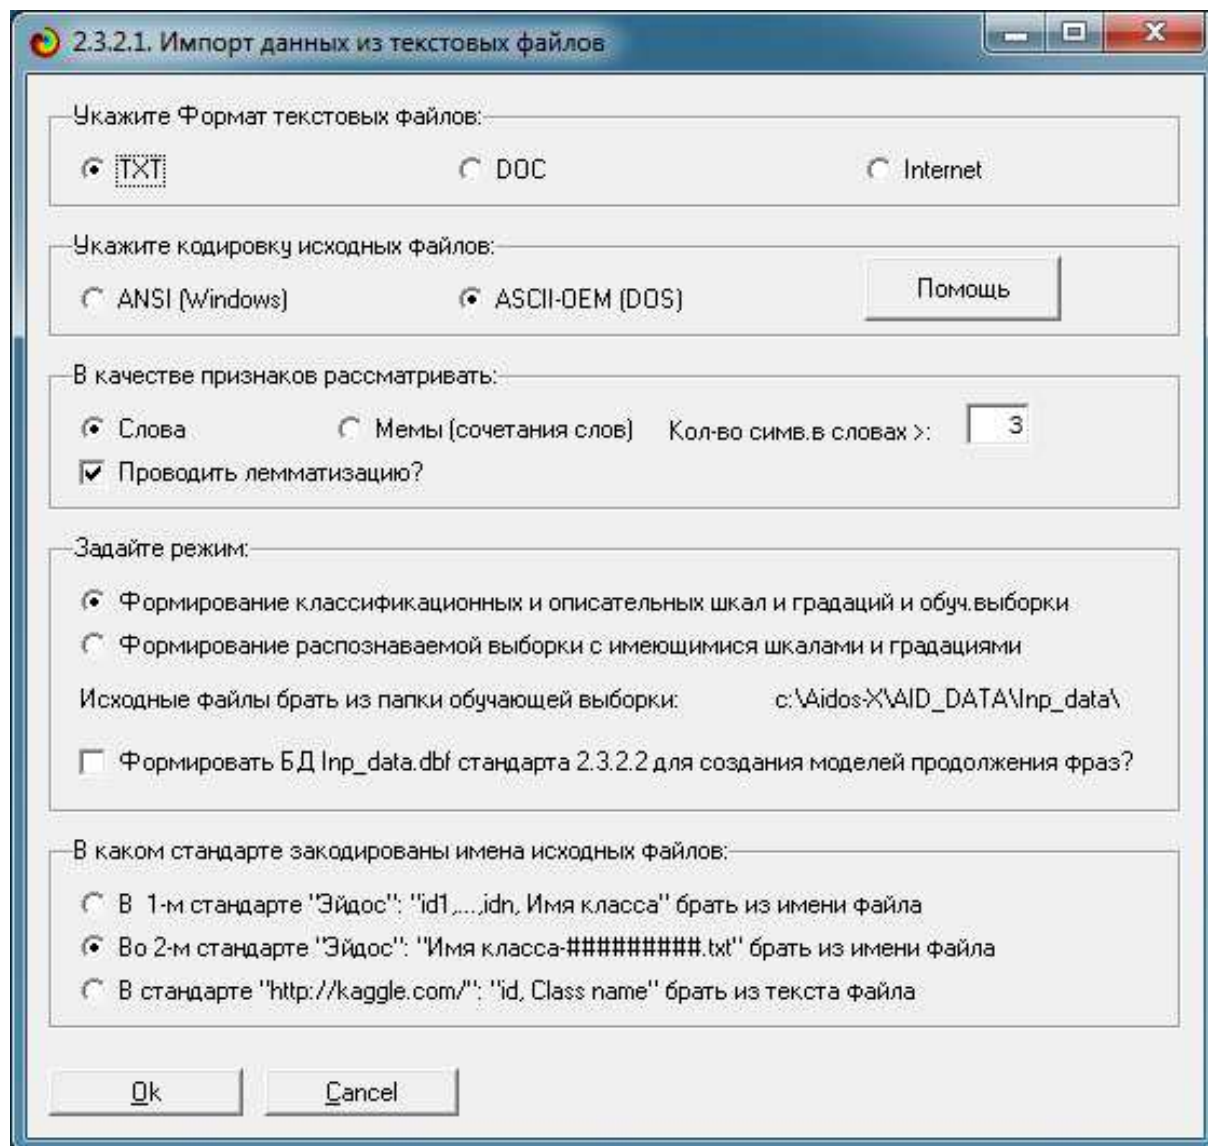 2.3.2.1. Импорт данных из текстовых файлов
Укажите Формат текстовых файлов:
TXT DOC Internet
Укажите кодировку исходных файлов:
ANSI (Windows) ASCII-OEM (DOS) Помощь
В качестве признаков рассматривать:
Слова Мемы (сочетания слов) Кол-во симв.в словах >: 3
Проводить лемматизацию?
Задайте режим:
Формирование классификационных и описательных шкал и градаций и обуч.выборки
Формирование распознаваемой выборки с имеющимися шкалами и градациями
Исходные файлы брать из папки обучающей выборки: c:\Aidos-X\AID_DATA\Inp_data\
Формировать БД Inp_data.dbf стандарта 2.3.2.2 для создания моделей продолжения фраз?
В каком стандарте закодированы имена исходных файлов:
В 1-м стандарте "Эйдос": "id1,...,idn, Имя класса" брать из имени файла
Во 2-м стандарте "Эйдос": "Имя класса-#########.txt" брать из имени файла
В стандарте "http://kaggle.com/": "id, Class name" брать из текста файла
Ok Cancel